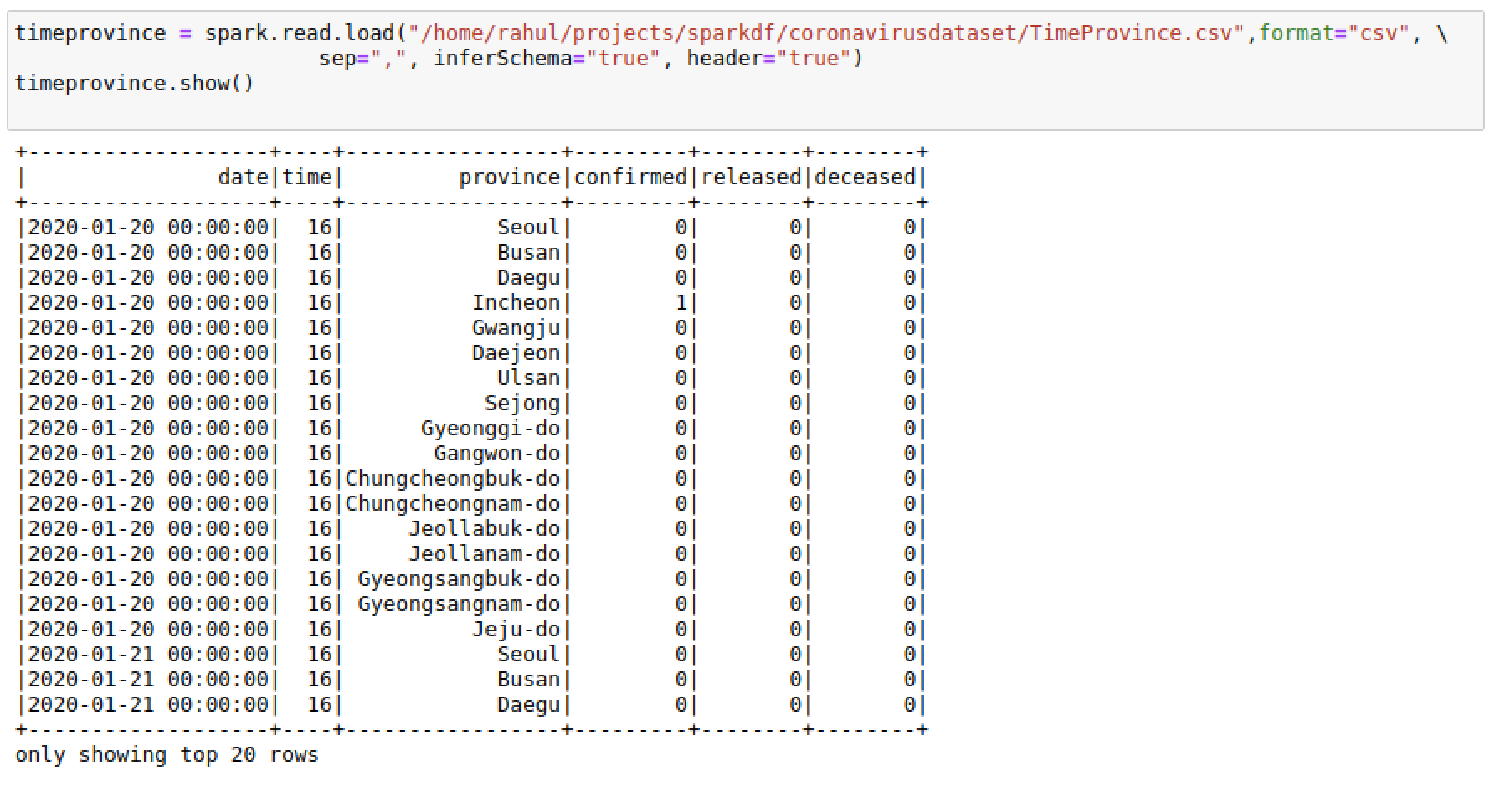 timeprovince = spark.read.load("/home/rahul/projects/sparkdf/coronavirusdataset/TimeProvince.csv",format="csv", \
                        sep=",", inferSchema="true", header="true")
timeprovince.show()
+-------------------+----+-----------------+---------+--------+--------+
|               date|time|         province|confirmed|released|deceased|
+-------------------+----+-----------------+---------+--------+--------+
|2020-01-20 00:00:00|  16|            Seoul|        0|       0|       0|
|2020-01-20 00:00:00|  16|            Busan|        0|       0|       0|
|2020-01-20 00:00:00|  16|            Daegu|        0|       0|       0|
|2020-01-20 00:00:00|  16|          Incheon|        1|       0|       0|
|2020-01-20 00:00:00|  16|          Gwangju|        0|       0|       0|
|2020-01-20 00:00:00|  16|          Daejeon|        0|       0|       0|
|2020-01-20 00:00:00|  16|            Ulsan|        0|       0|       0|
|2020-01-20 00:00:00|  16|           Sejong|        0|       0|       0|
|2020-01-20 00:00:00|  16|      Gyeonggi-do|        0|       0|       0|
|2020-01-20 00:00:00|  16|       Gangwon-do|        0|       0|       0|
|2020-01-20 00:00:00|  16|Chungcheongbuk-do|        0|       0|       0|
|2020-01-20 00:00:00|  16|Chungcheongnam-do|        0|       0|       0|
|2020-01-20 00:00:00|  16|     Jeollabuk-do|        0|       0|       0|
|2020-01-20 00:00:00|  16|     Jeollanam-do|        0|       0|       0|
|2020-01-20 00:00:00|  16| Gyeongsangbuk-do|        0|       0|       0|
|2020-01-20 00:00:00|  16| Gyeongsangnam-do|        0|       0|       0|
|2020-01-20 00:00:00|  16|          Jeju-do|        0|       0|       0|
|2020-01-21 00:00:00|  16|            Seoul|        0|       0|       0|
|2020-01-21 00:00:00|  16|            Busan|        0|       0|       0|
|2020-01-21 00:00:00|  16|            Daegu|        0|       0|       0|
+-------------------+----+-----------------+---------+--------+--------+
only showing top 20 rows